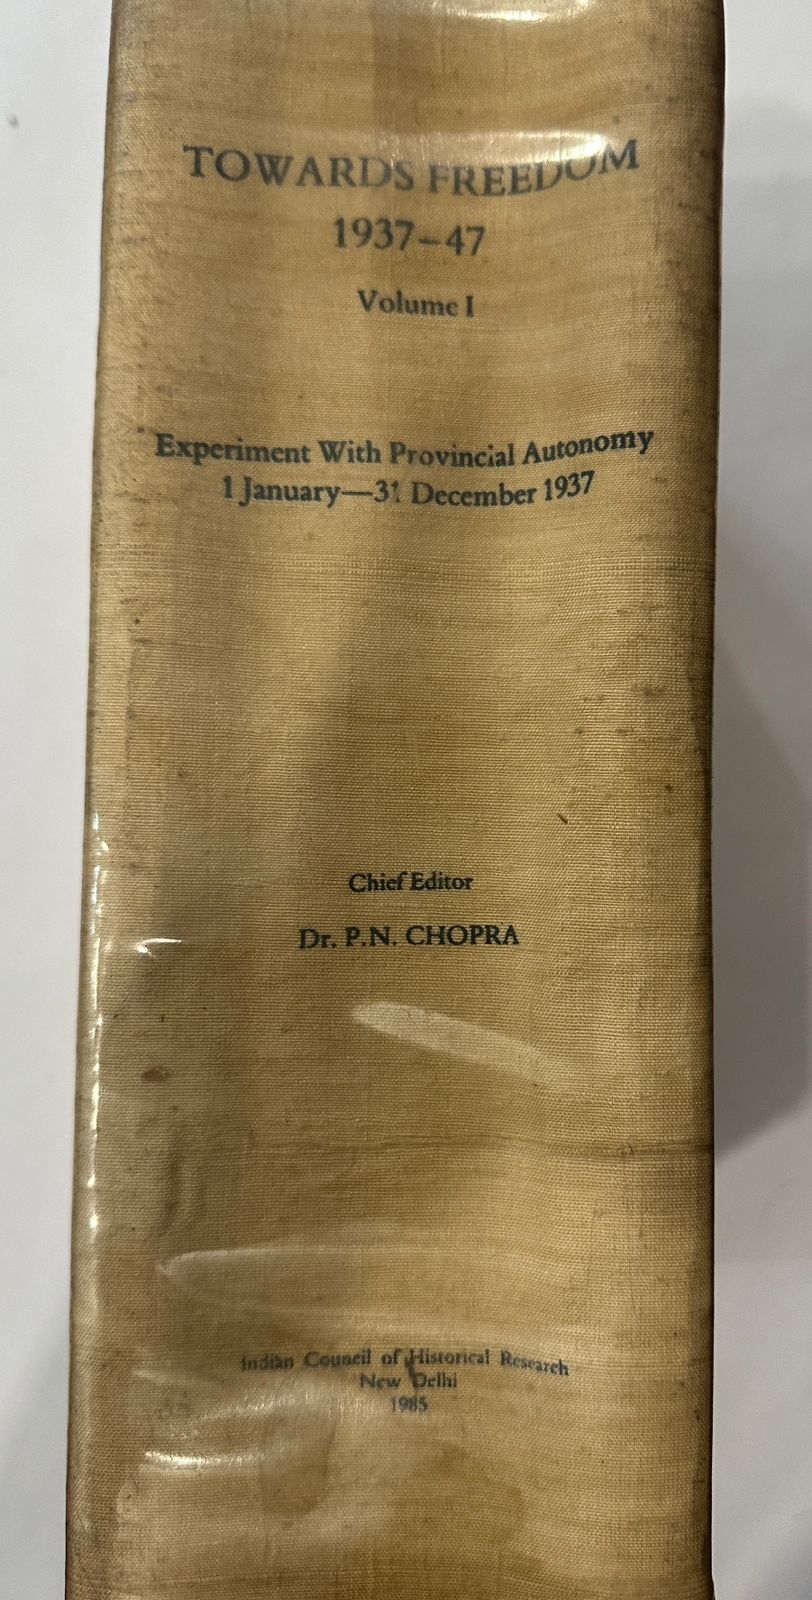 TOWARDS FREEDOM
1937–47
Volume I
Experiment With Provincial Autonomy
1 January—31 December 1937
Chief Editor
Dr. P.N. CHOPRA
Indian Council of Historical Research
New Delhi
1985